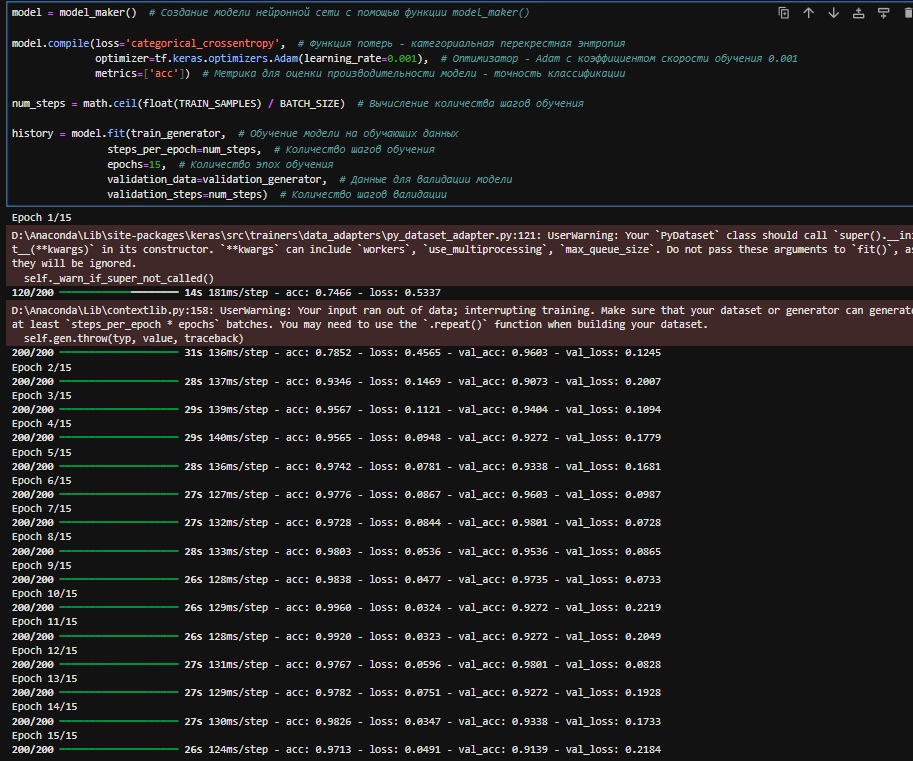 model = model_maker()  # Создание модели нейронной сети с помощью функции model_maker()
model.compile(loss='categorical_crossentropy',  # Функция потерь - категориальная перекрестная энтропия
optimizer=tf.keras.optimizers.Adam(learning_rate=0.001),  # Оптимизатор - Adam с коэффициентом скорости обучения 0.001
metrics=['acc'])  # Метрика для оценки производительности модели - точность классификации
num_steps = math.ceil(float(TRAIN_SAMPLES) / BATCH_SIZE)  # Вычисление количества шагов обучения
history = model.fit(train_generator,  # Обучение модели на обучающих данных
steps_per_epoch=num_steps,  # Количество шагов обучения
epochs=15,  # Количество эпох обучения
validation_data=validation_generator,  # Данные для валидации модели
validation_steps=num_steps)  # Количество шагов валидации
Epoch 1/15
D:\Anaconda\Lib\site-packages\keras\src\trainers\data_adapters\py_dataset_adapter.py:121: UserWarning: Your `PyDataset` class should call `super().__ini
t__(**kwargs)` in its constructor. `**kwargs` can include `workers`, `use_multiprocessing`, `max_queue_size`. Do not pass these arguments to `fit()`, as
they will be ignored.
self._warn_if_super_not_called()
120/200 14s 181ms/step - acc: 0.7466 - loss: 0.5337
D:\Anaconda\Lib\contextlib.py:158: UserWarning: Your input ran out of data; interrupting training. Make sure that your dataset or generator can generate
at least `steps_per_epoch * epochs` batches. You may need to use the `.repeat()` function when building your dataset.
self.gen.throw(typ, value, traceback)
200/200 31s 136ms/step - acc: 0.7852 - loss: 0.4565 - val_acc: 0.9603 - val_loss: 0.1245
Epoch 2/15
200/200 28s 137ms/step - acc: 0.9346 - loss: 0.1469 - val_acc: 0.9073 - val_loss: 0.2007
Epoch 3/15
200/200 29s 139ms/step - acc: 0.9567 - loss: 0.1121 - val_acc: 0.9404 - val_loss: 0.1094
Epoch 4/15
200/200 29s 140ms/step - acc: 0.9565 - loss: 0.0948 - val_acc: 0.9272 - val_loss: 0.1779
Epoch 5/15
200/200 28s 136ms/step - acc: 0.9742 - loss: 0.0781 - val_acc: 0.9338 - val_loss: 0.1681
Epoch 6/15
200/200 27s 127ms/step - acc: 0.9776 - loss: 0.0867 - val_acc: 0.9603 - val_loss: 0.0987
Epoch 7/15
200/200 27s 132ms/step - acc: 0.9728 - loss: 0.0844 - val_acc: 0.9801 - val_loss: 0.0728
Epoch 8/15
200/200 28s 133ms/step - acc: 0.9803 - loss: 0.0536 - val_acc: 0.9536 - val_loss: 0.0865
Epoch 9/15
200/200 26s 128ms/step - acc: 0.9838 - loss: 0.0477 - val_acc: 0.9735 - val_loss: 0.0733
Epoch 10/15
200/200 26s 129ms/step - acc: 0.9960 - loss: 0.0324 - val_acc: 0.9272 - val_loss: 0.2219
Epoch 11/15
200/200 26s 128ms/step - acc: 0.9920 - loss: 0.0323 - val_acc: 0.9272 - val_loss: 0.2049
Epoch 12/15
200/200 27s 131ms/step - acc: 0.9767 - loss: 0.0596 - val_acc: 0.9801 - val_loss: 0.0828
Epoch 13/15
200/200 27s 129ms/step - acc: 0.9782 - loss: 0.0751 - val_acc: 0.9272 - val_loss: 0.1928
Epoch 14/15
200/200 27s 130ms/step - acc: 0.9826 - loss: 0.0347 - val_acc: 0.9338 - val_loss: 0.1733
Epoch 15/15
200/200 26s 124ms/step - acc: 0.9713 - loss: 0.0491 - val_acc: 0.9139 - val_loss: 0.2184